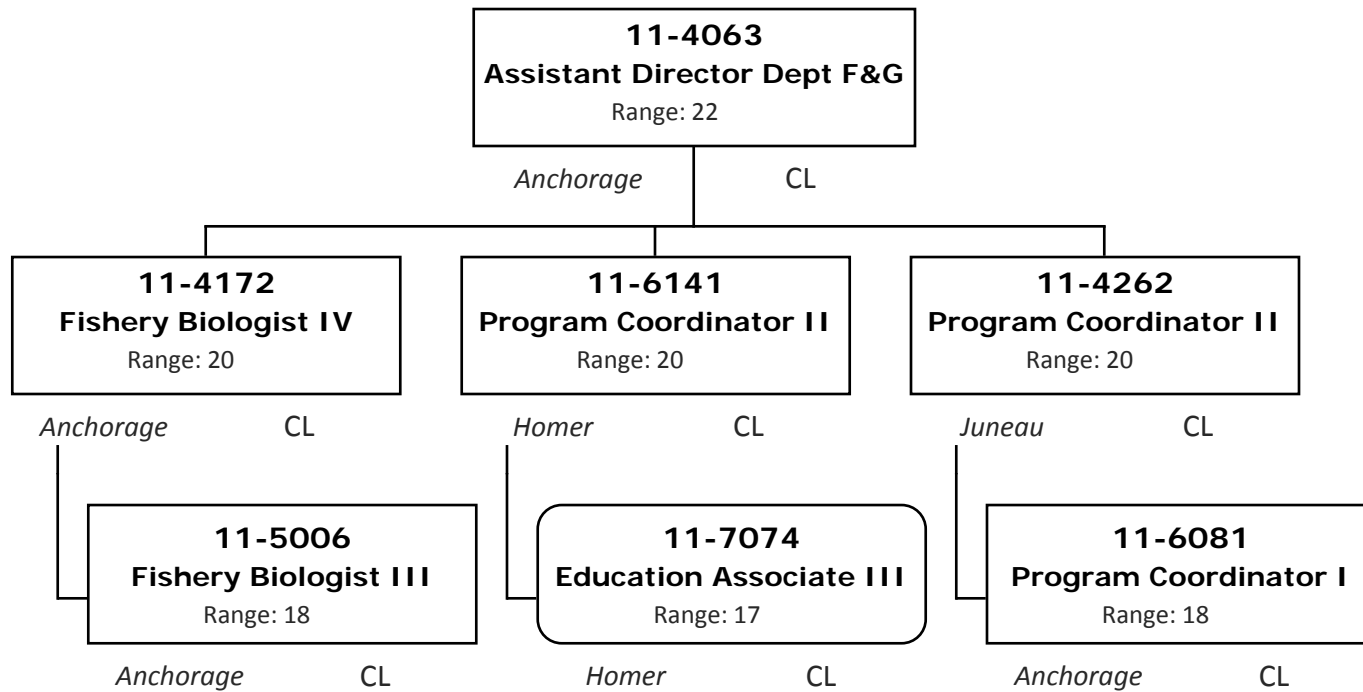 11-4063
Assistant Director Dept F&G
Range: 22
Anchorage CL
11-4172
Fishery Biologist IV
Range: 20
Anchorage CL
11-6141
Program Coordinator II
Range: 20
Homer CL
11-4262
Program Coordinator II
Range: 20
Juneau CL
11-5006
Fishery Biologist III
Range: 18
Anchorage CL
11-7074
Education Associate III
Range: 17
Homer CL
11-6081
Program Coordinator I
Range: 18
Anchorage CL